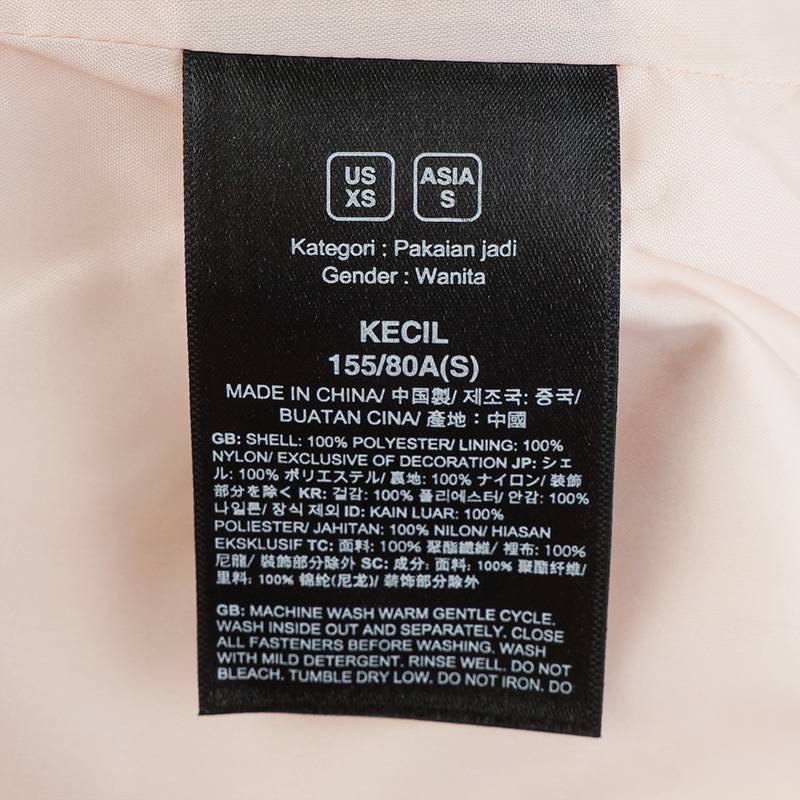 US
XS
ASIA
S
Kategori : Pakaian jadi
Gender : Wanita
KECIL
155/80A(S)
MADE IN CHINA/ 中国製/ 제조국: 중국/
BUATAN CINA/ 產地：中國
GB: SHELL: 100% POLYESTER/ LINING: 100%
NYLON/ EXCLUSIVE OF DECORATION JP: シェ
ル: 100% ポリエステル/ 裏地: 100% ナイロン/ 装飾
部分を除く KR: 겉감: 100% 폴리에스터/ 안감: 100%
나일론/ 장식 제외 ID: KAIN LUAR: 100%
POLIESTER/ JAHITAN: 100% NILON/ HIASAN
EKSKLUSIF TC: 面料: 100% 聚酯纖維/ 裡布: 100%
尼龍/ 裝飾部分除外 SC: 成分: 面料: 100% 聚酯纤维/
里料: 100% 锦纶(尼龙)/ 装饰部分除外
GB: MACHINE WASH WARM GENTLE CYCLE.
WASH INSIDE OUT AND SEPARATELY. CLOSE
ALL FASTENERS BEFORE WASHING. WASH
WITH MILD DETERGENT. RINSE WELL. DO NOT
BLEACH. TUMBLE DRY LOW. DO NOT IRON. DO